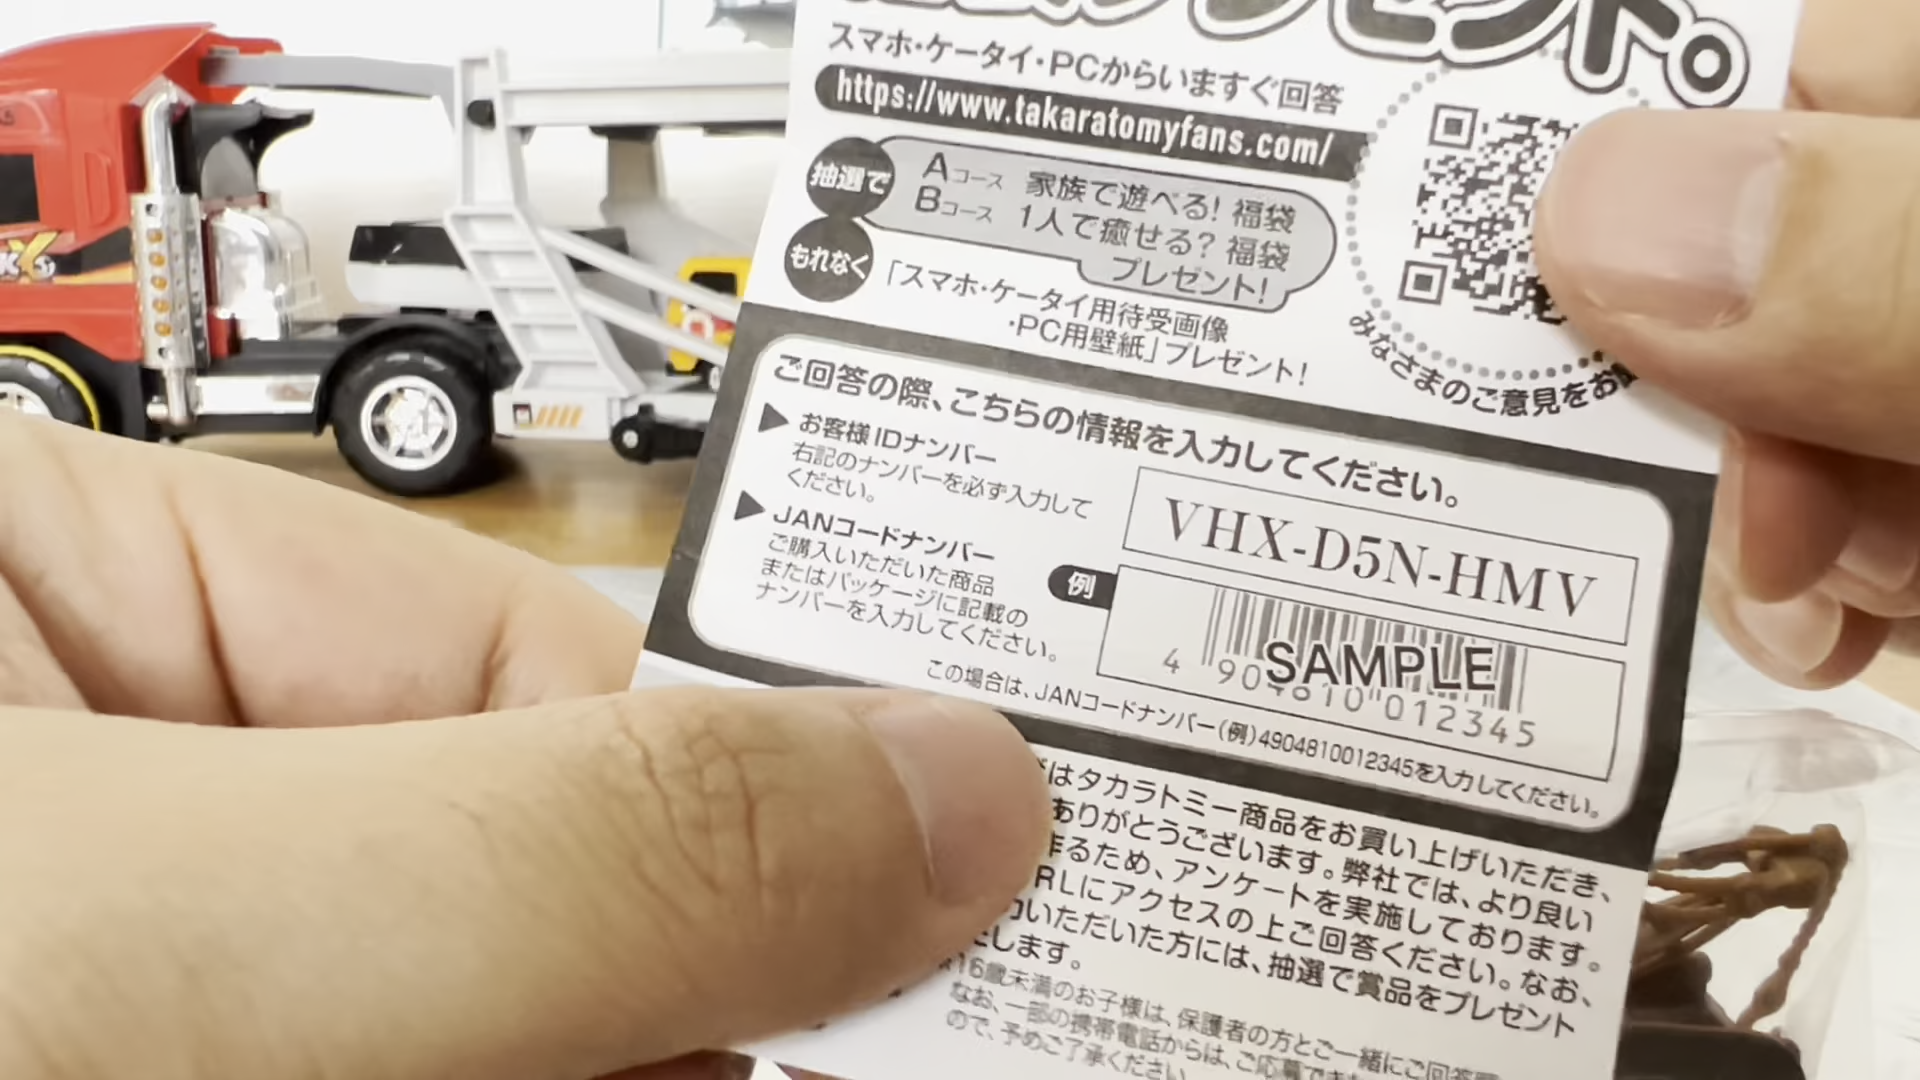 スマホ・ケータイ・PCからいますぐ回答
https://www.takaratomyfans.com/
抽選で
Aコース 家族で遊べる！福袋
Bコース 1人で癒せる？福袋
プレゼント！
もれなく
「スマホ・ケータイ用待受画像
・PC用壁紙」プレゼント！
みなさまのご意見をお
ご回答の際、こちらの情報を入力してください。
▶お客様IDナンバー
右記のナンバーを必ず入力して
ください。
VHX-D5N-HMV
▶JANコードナンバー
ご購入いただいた商品
またはパッケージに記載の
ナンバーを入力してください。
例
SAMPLE
4 904810 012345
この場合は、JANコードナンバー(例)4904810012345を入力してください。
はタカラトミー商品をお買い上げいただき、
ありがとうございます。弊社では、より良い
作るため、アンケートを実施しております。
RLにアクセスの上ご回答ください。なお、
力いただいた方には、抽選で賞品をプレゼント
します。
※16歳未満のお子様は、保護者の方とご一緒にご回答
なお、一部の携帯電話からは、ご応募でき
ので、予めご了承ください